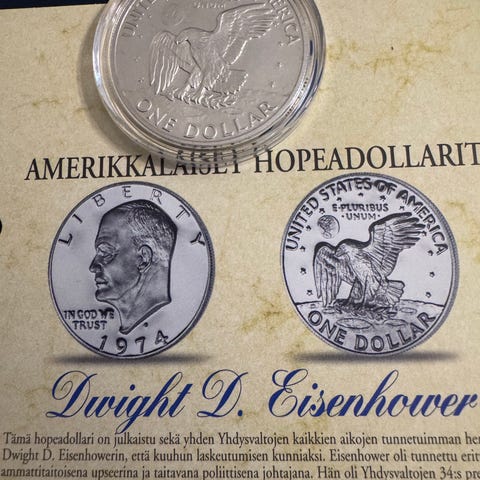 UNITED STATES OF AMERICA
UNUM
ONE DOLLAR
AMERIKKALAISET HOPEADOLLARIT
LIBERTY
IN GOD WE
TRUST
1974
UNITED STATES OF AMERICA
E·PLURIBUS
·UNUM·
ONE DOLLAR
Dwight D. Eisenhower
Tämä hopeadollari on julkaistu sekä yhden Yhdysvaltojen kaikkien aikojen tunnetuimman
Dwight D. Eisenhowerin, että kuuhun laskeutumisen kunniaksi. Eisenhower oli tunnettu
ammattitaitoisena upseerina ja taitavana poliittisena johtajana. Hän oli Yhdysvaltojen 34:s